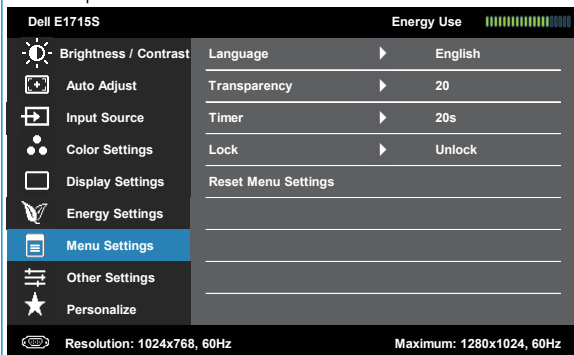 Dell E1715S Energy Use
Brightness / Contrast Language English
Auto Adjust Transparency 20
Input Source Timer 20s
Color Settings Lock Unlock
Display Settings Reset Menu Settings
Energy Settings
Menu Settings
Other Settings
Personalize
Resolution: 1024x768, 60Hz Maximum: 1280x1024, 60Hz